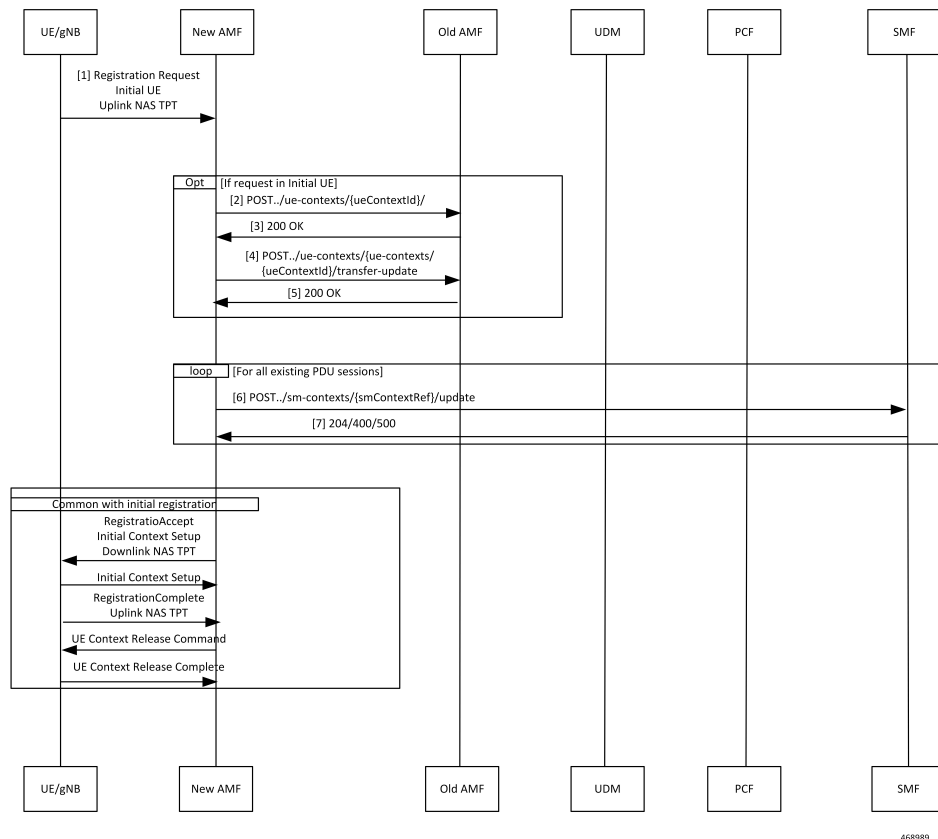 UE/gNB
New AMF
Old AMF
UDM
PCF
SMF
[1] Registration Request
Initial UE
Uplink NAS TPT
Opt
[If request in Initial UE]
[2] POST../ue-contexts/{ueContextId}/
[3] 200 OK
[4] POST../ue-contexts/{ue-contexts/
{ueContextId}/transfer-update
[5] 200 OK
loop
[For all existing PDU sessions]
[6] POST../sm-contexts/{smContextRef}/update
[7] 204/400/500
Common with initial registration
RegistratioAccept
Initial Context Setup
Downlink NAS TPT
Initial Context Setup
RegistrationComplete
Uplink NAS TPT
UE Context Release Command
UE Context Release Complete
UE/gNB
New AMF
Old AMF
UDM
PCF
SMF
468989